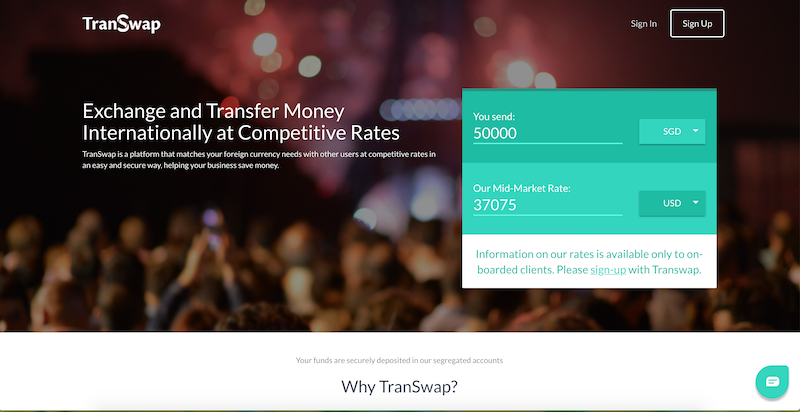 TranSwap
Sign In
Sign Up
Exchange and Transfer Money
Internationally at Competitive Rates
TranSwap is a platform that matches your foreign currency needs with other users at competitive rates in
an easy and secure way, helping your business save money.
You send:
50000
SGD
Our Mid-Market Rate:
37075
USD
Information on our rates is available only to on-
boarded clients. Please sign-up with Transwap.
Your funds are securely deposited in our segregated accounts
Why TranSwap?